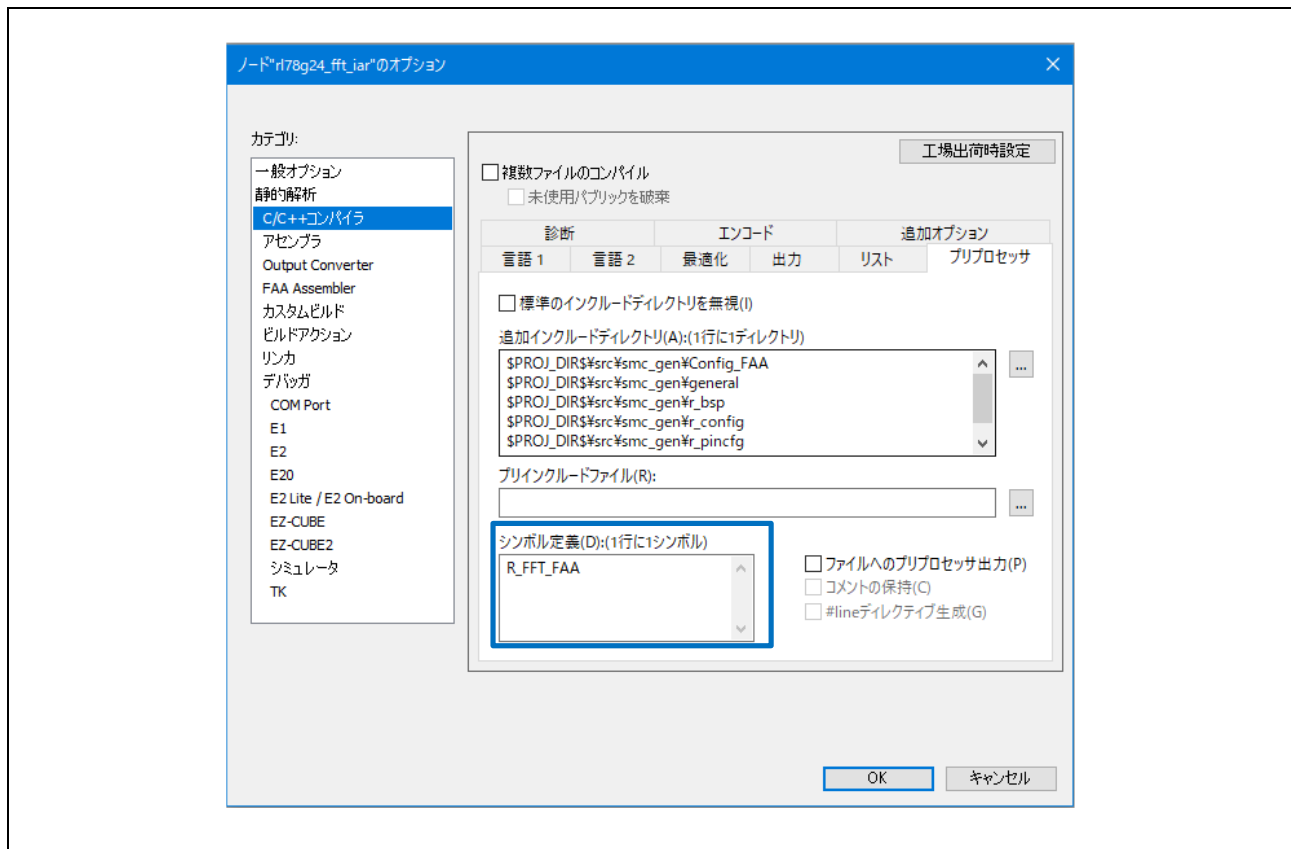 ノード"rl78g24_fft_iar"のオプション
カテゴリ:
一般オプション
静的解析
C/C++コンパイラ
アセンブラ
Output Converter
FAA Assembler
カスタムビルド
ビルドアクション
リンカ
デバッガ
COM Port
E1
E2
E20
E2 Lite / E2 On-board
EZ-CUBE
EZ-CUBE2
シミュレータ
TK
工場出荷時設定
複数ファイルのコンパイル
未使用パブリックを破棄
診断 エンコード 追加オプション
言語 1 言語 2 最適化 出力 リスト プリプロセッサ
標準のインクルードディレクトリを無視(I)
追加インクルードディレクトリ(A):(1行に1ディレクトリ)
$PROJ_DIR$¥src¥smc_gen¥Config_FAA
$PROJ_DIR$¥src¥smc_gen¥general
$PROJ_DIR$¥src¥smc_gen¥r_bsp
$PROJ_DIR$¥src¥smc_gen¥r_config
$PROJ_DIR$¥src¥smc_gen¥r_pincfg
...
プリインクルードファイル(R):
...
シンボル定義(D):(1行に1シンボル)
R_FFT_FAA
ファイルへのプリプロセッサ出力(P)
コメントの保持(C)
#lineディレクティブ生成(G)
OK キャンセル